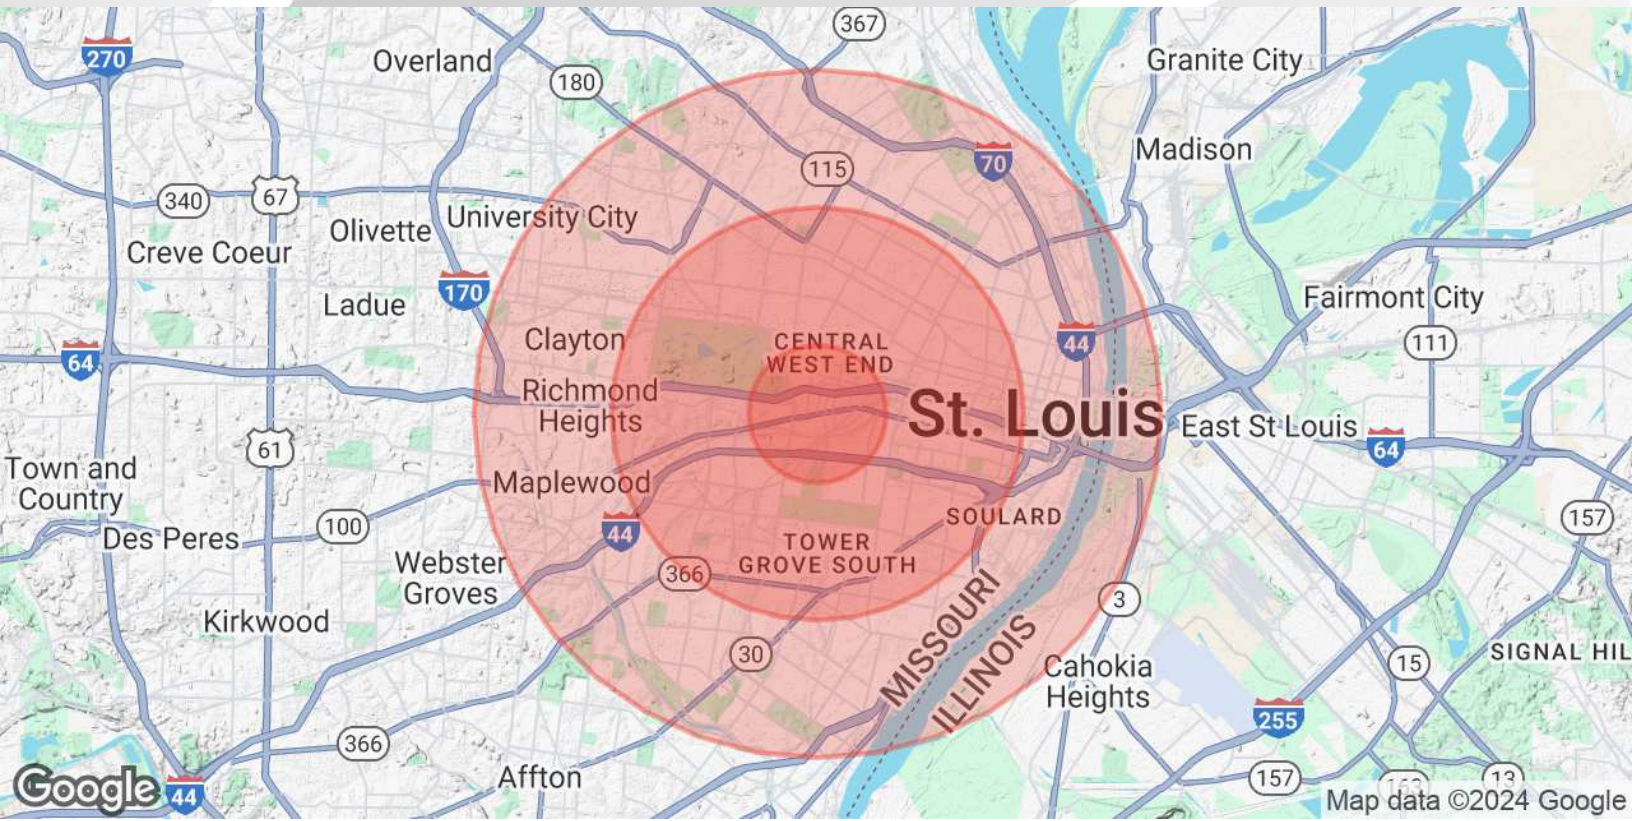 367
Overland
270
180
Granite City
Madison
70
115
340
67
University City
Olivette
Creve Coeur
170
Ladue
Fairmont City
Clayton
CENTRAL
WEST END
44
111
64
Richmond
Heights
St. Louis
East St Louis
64
61
Town and
Country
Maplewood
SOULARD
157
100
Des Peres
44
TOWER
GROVE SOUTH
Webster
Groves
366
3
MISSOURI
ILLINOIS
Kirkwood
30
Cahokia
Heights
15
SIGNAL HIL
255
366
Affton
157
163
13
Google
44
Map data ©2024 Google